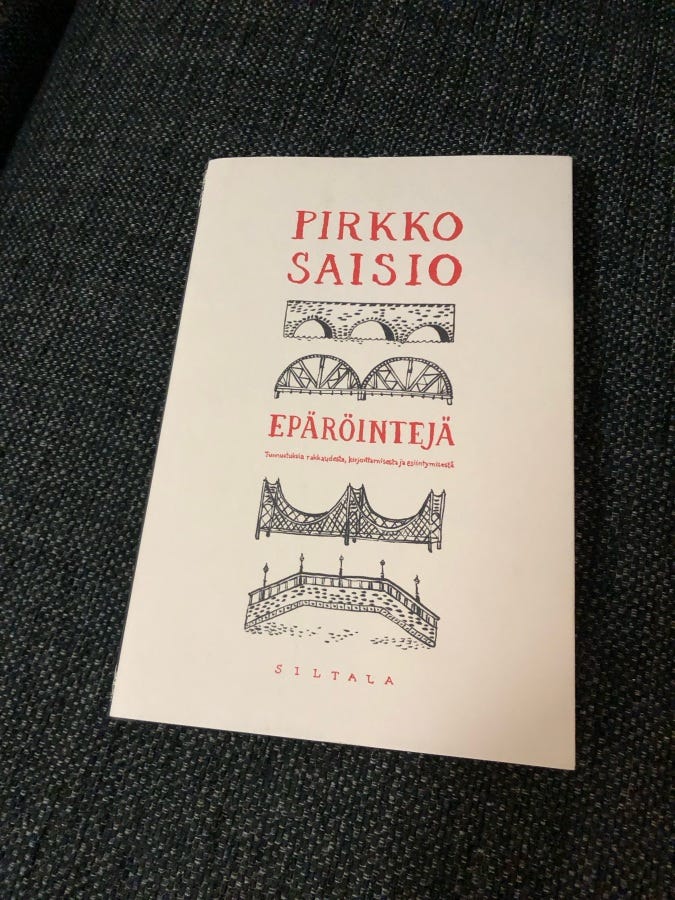 PIRKKO
SAISIO
EPÄRÖINTEJÄ
Tunnustuksia rakkaudesta, kirjoittamisesta ja esiintymisestä
SILTALA